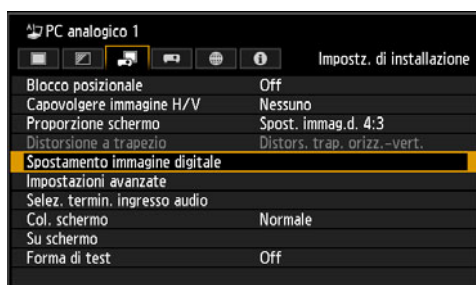 PC analogico 1
Impostz. di installazione
Blocco posizionale Off
Capovolgere immagine H/V Nessuno
Proporzione schermo Spost. immag.d. 4:3
Distorsione a trapezio Distors. trap. orizz.-vert.
Spostamento immagine digitale
Impostazioni avanzate
Selez. termin. ingresso audio
Col. schermo Normale
Su schermo
Forma di test Off